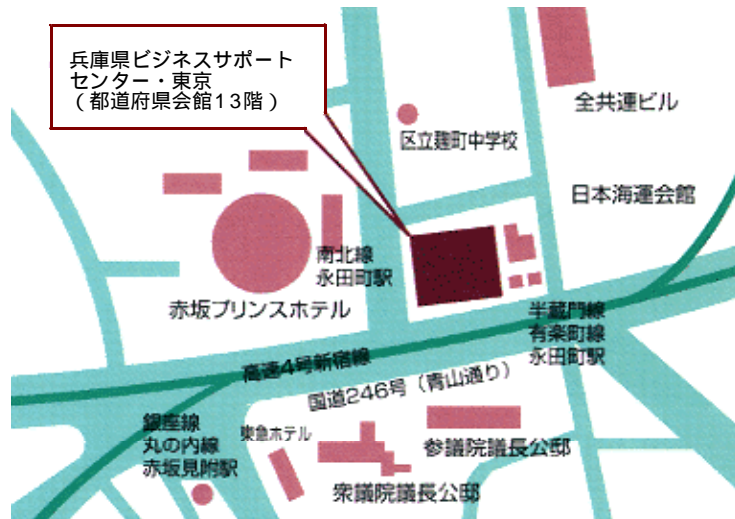 兵庫県ビジネスサポート
センター・東京
（都道府県会館13階）
全共連ビル
区立麹町中学校
日本海運会館
南北線
永田町駅
赤坂プリンスホテル
半蔵門線
有楽町線
永田町駅
高速4号新宿線
国道246号（青山通り）
銀座線
丸の内線
赤坂見附駅
東急ホテル
参議院議長公邸
衆議院議長公邸